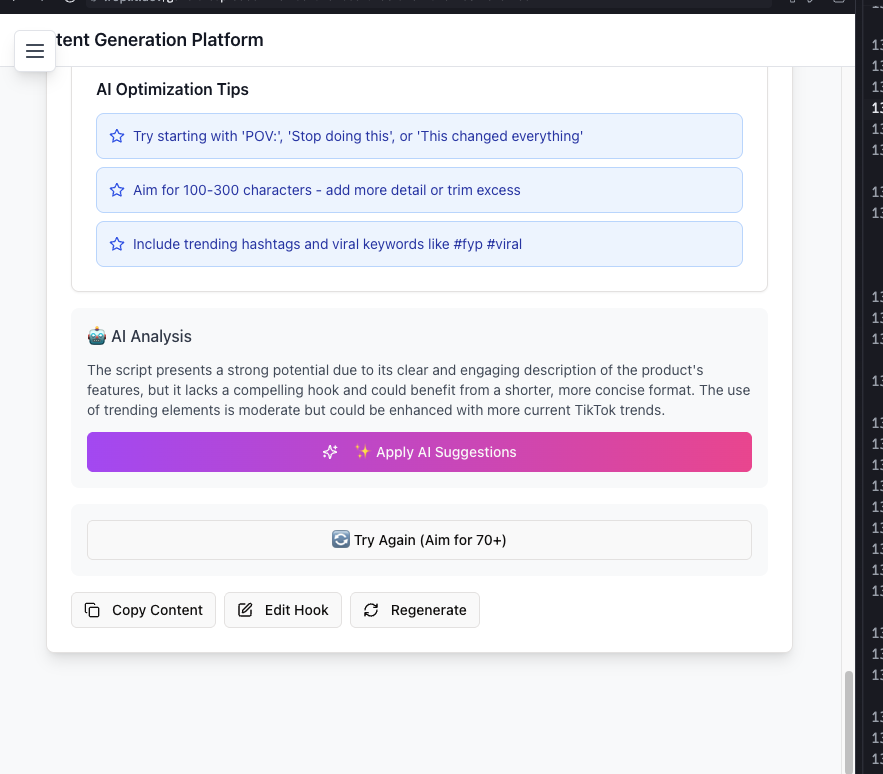 tent Generation Platform
AI Optimization Tips
Try starting with 'POV:', 'Stop doing this', or 'This changed everything'
Aim for 100-300 characters - add more detail or trim excess
Include trending hashtags and viral keywords like #fyp #viral
🤖 AI Analysis
The script presents a strong potential due to its clear and engaging description of the product's
features, but it lacks a compelling hook and could benefit from a shorter, more concise format. The use
of trending elements is moderate but could be enhanced with more current TikTok trends.
✨ Apply AI Suggestions
🔄 Try Again (Aim for 70+)
Copy Content
Edit Hook
Regenerate